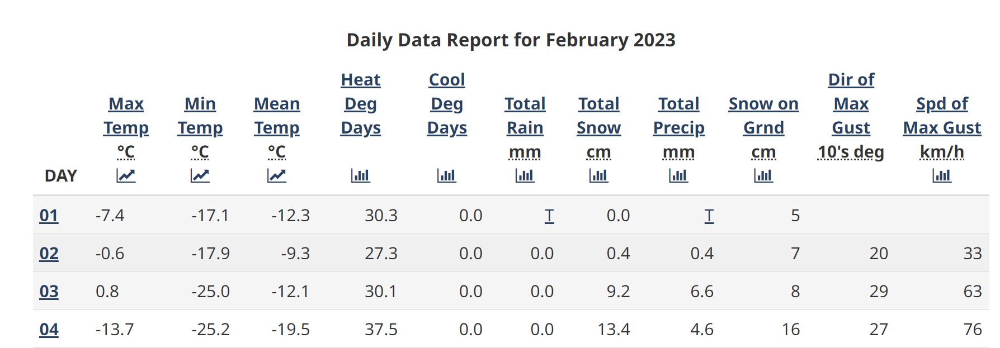 Daily Data Report for February 2023
DAY Max Temp °C Min Temp °C Mean Temp °C Heat Deg Days Cool Deg Days Total Rain mm Total Snow cm Total Precip mm Snow on Grnd cm Dir of Max Gust 10's deg Spd of Max Gust km/h
01 -7.4 -17.1 -12.3 30.3 0.0 T 0.0 T 5
02 -0.6 -17.9 -9.3 27.3 0.0 0.0 0.4 0.4 7 20 33
03 0.8 -25.0 -12.1 30.1 0.0 0.0 9.2 6.6 8 29 63
04 -13.7 -25.2 -19.5 37.5 0.0 0.0 13.4 4.6 16 27 76